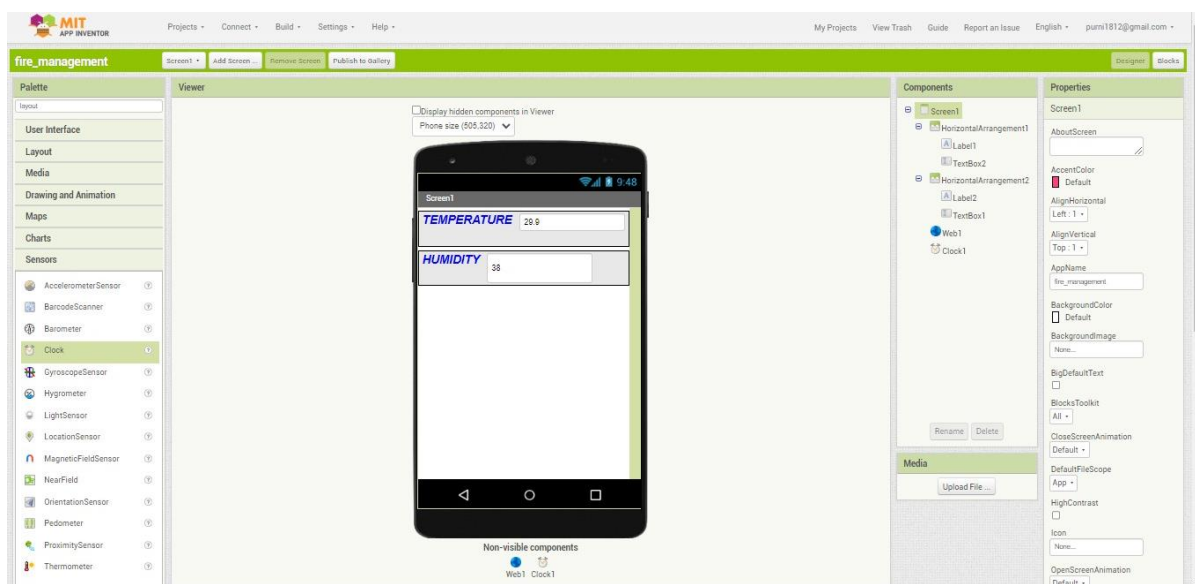 MIT
APP INVENTOR
Projects Connect Build Settings Help
My Projects View Trash Guide Report an Issue English purni1812@gmail.com
fire_management
Screen1 Add Screen ... Remove Screen Publish to Gallery
Designer Blocks
Palette
layout
User Interface
Layout
Media
Drawing and Animation
Maps
Charts
Sensors
AccelerometerSensor
BarcodeScanner
Barometer
Clock
GyroscopeSensor
Hygrometer
LightSensor
LocationSensor
MagneticFieldSensor
NearField
OrientationSensor
Pedometer
ProximitySensor
Thermometer
Viewer
Display hidden components in Viewer
Phone size (505,320)
9:48
Screen1
TEMPERATURE 29.9
HUMIDITY 38
Non-visible components
Web1 Clock1
Components
Screen1
HorizontalArrangement1
Label1
TextBox2
HorizontalArrangement2
Label2
TextBox1
Web1
Clock1
Rename Delete
Media
Upload File ...
Properties
Screen1
AboutScreen
AccentColor
Default
AlignHorizontal
Left : 1
AlignVertical
Top : 1
AppName
fire_management
BackgroundColor
Default
BackgroundImage
None...
BigDefaultText
BlocksToolkit
All
CloseScreenAnimation
Default
DefaultFileScope
App
HighContrast
Icon
None...
OpenScreenAnimation
Default